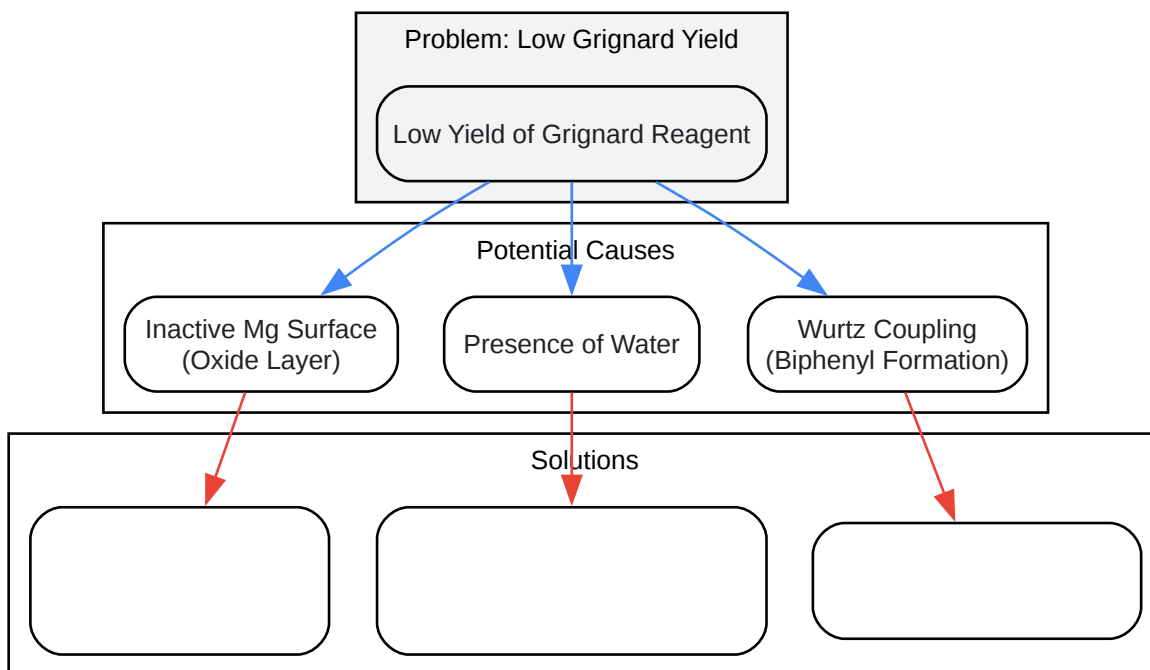 Problem: Low Grignard Yield
Low Yield of Grignard Reagent
Potential Causes
Inactive Mg Surface
(Oxide Layer)
Presence of Water
Wurtz Coupling
(Biphenyl Formation)
Solutions